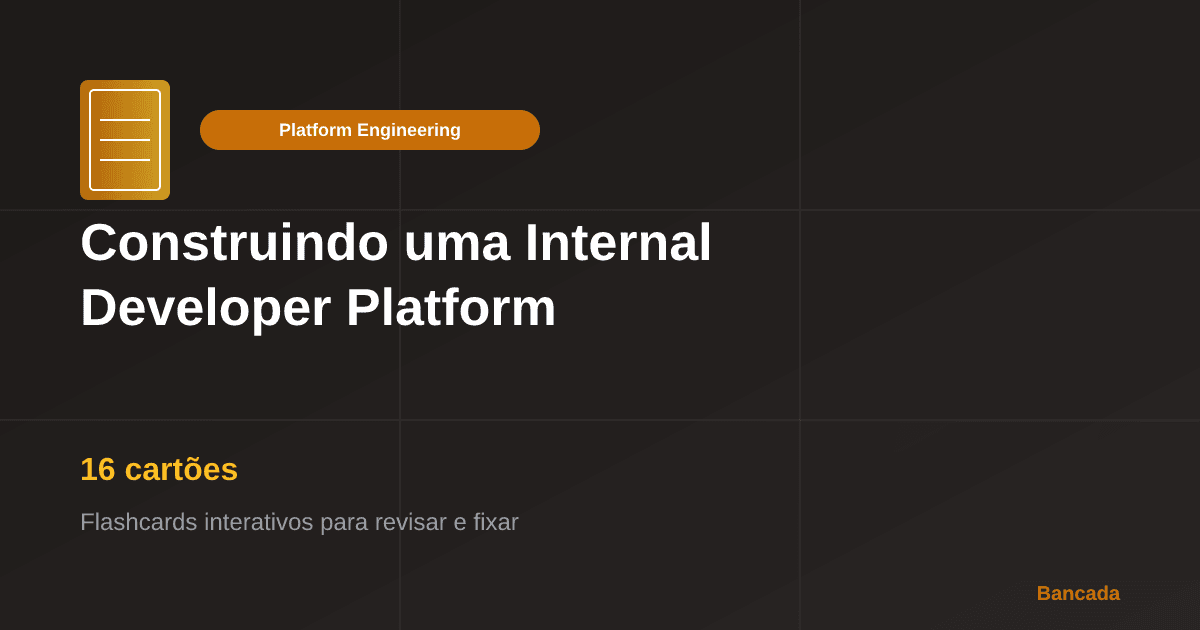 Platform Engineering
Construindo uma Internal
Developer Platform
16 cartões
Flashcards interativos para revisar e fixar
Bancada